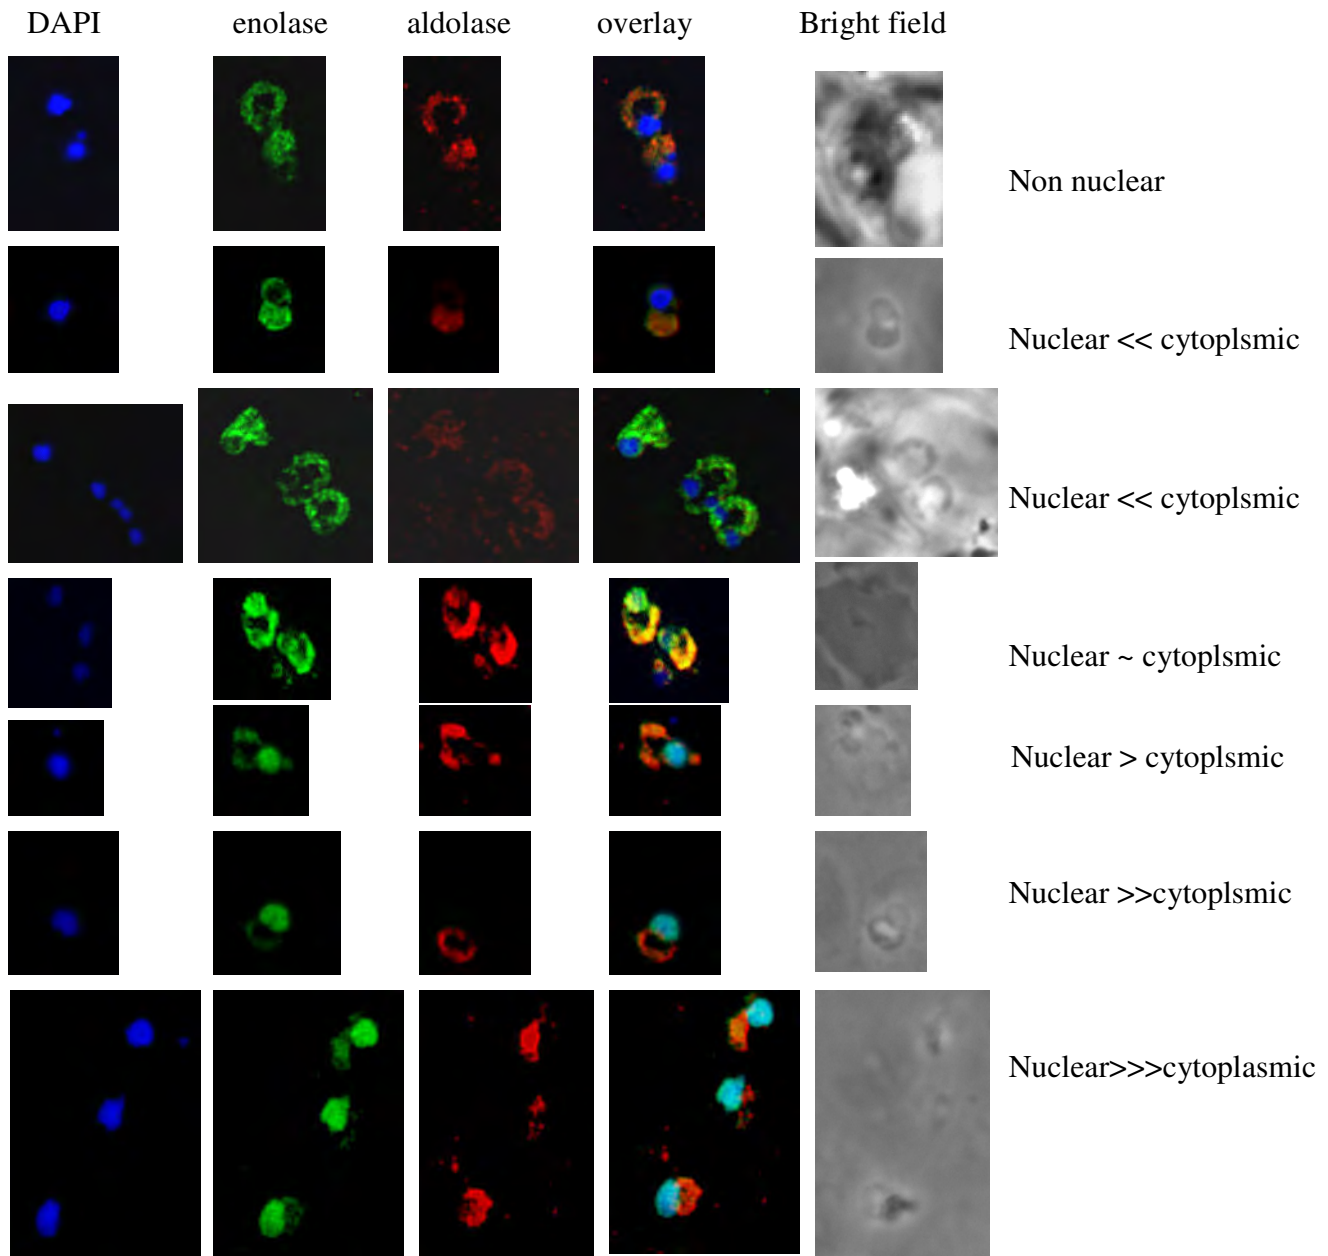 DAPI enolase aldolase overlay Bright field
Non nuclear
Nuclear << cytoplsmic
Nuclear << cytoplsmic
Nuclear ~ cytoplsmic
Nuclear > cytoplsmic
Nuclear >>cytoplsmic
Nuclear>>>cytoplasmic